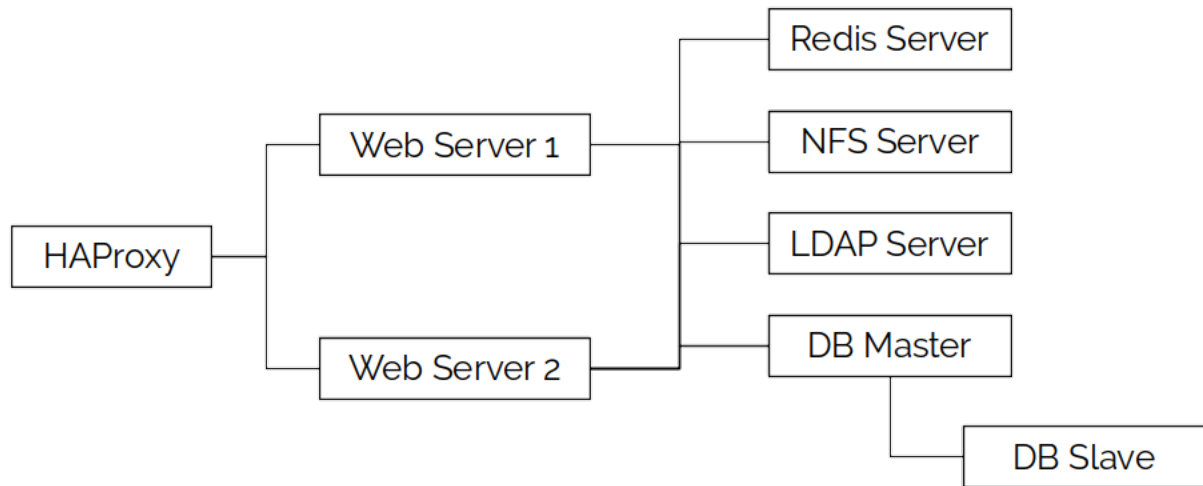 Redis Server
Web Server 1
NFS Server
HAProxy
LDAP Server
Web Server 2
DB Master
DB Slave